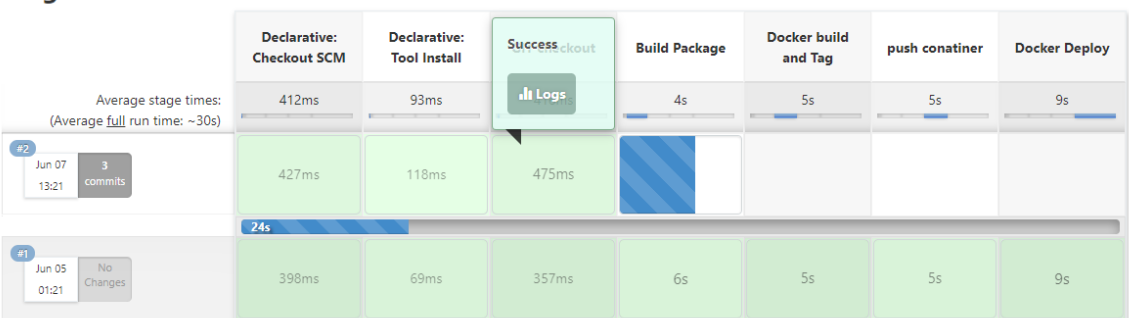 Declarative:
Checkout SCM
Declarative:
Tool Install
Success
checkout
Logs
Build Package
Docker build
and Tag
push conatiner
Docker Deploy
Average stage times:
(Average full run time: ~30s)
412ms
93ms
4s
5s
5s
9s
#2
Jun 07
13:21
3
commits
427ms
118ms
475ms
24s
#1
Jun 05
01:21
No
Changes
398ms
69ms
357ms
6s
5s
5s
9s